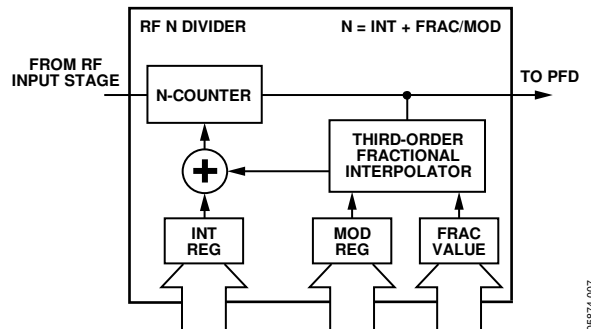 RF N DIVIDER
N = INT + FRAC/MOD
FROM RF
INPUT STAGE
TO PFD
N-COUNTER
THIRD-ORDER
FRACTIONAL
INTERPOLATOR
+
INT
REG
MOD
REG
FRAC
VALUE
05874-007